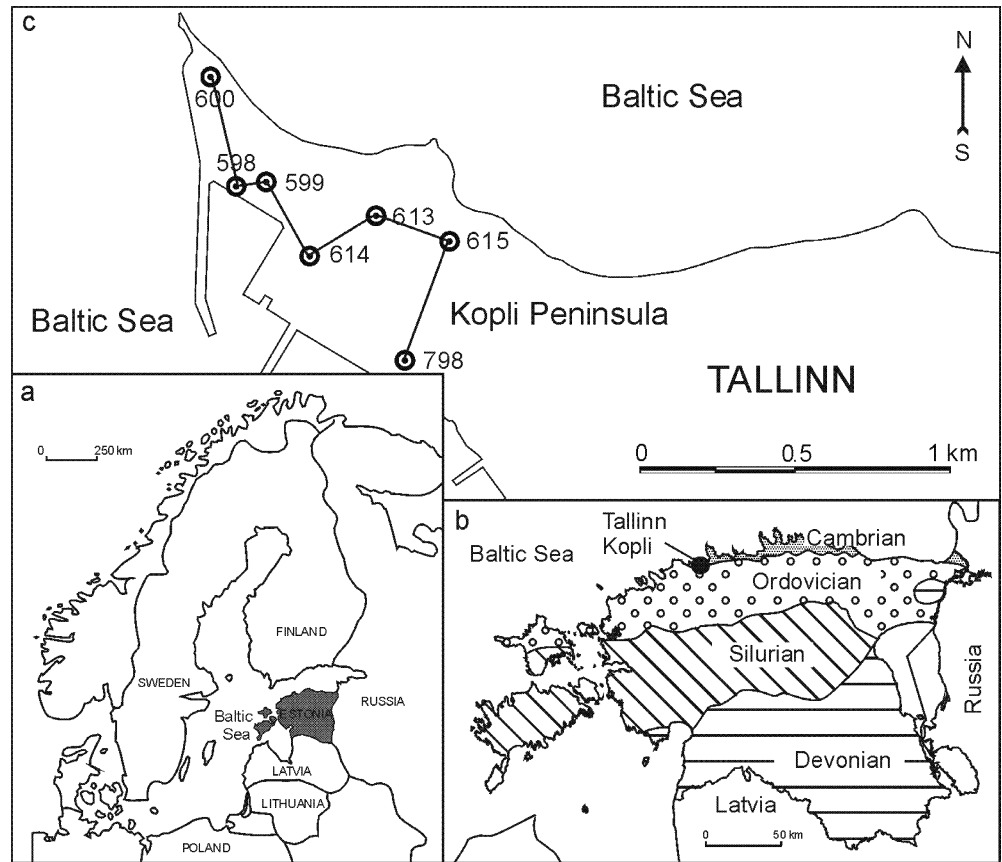 c
N
S
Baltic Sea
600
598
599
613
614
615
Baltic Sea
Kopli Peninsula
798
TALLINN
0 0.5 1 km
a
0 250 km
FINLAND
SWEDEN
RUSSIA
Baltic
Sea
ESTONIA
LATVIA
LITHUANIA
POLAND
b
Tallinn
Kopli
Baltic Sea
Cambrian
Ordovician
Silurian
Russia
Devonian
Latvia
0 50 km